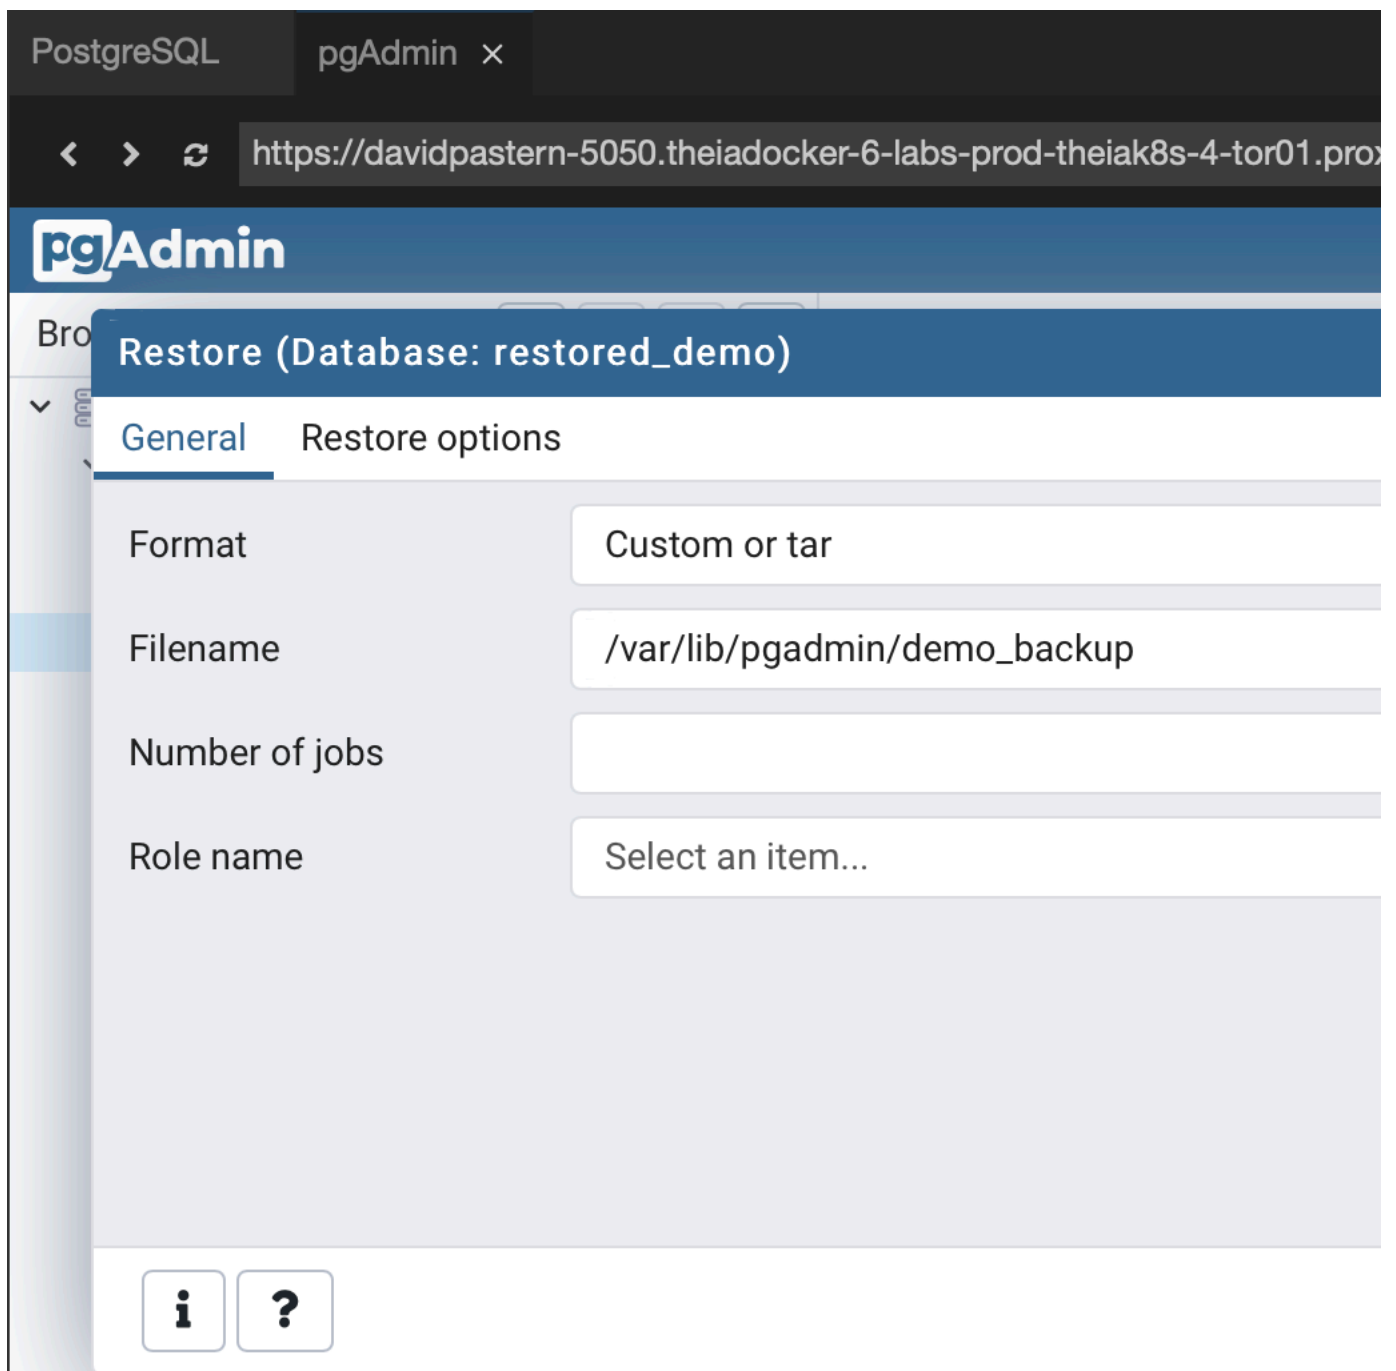 PostgreSQL
pgAdmin
https://davidpastern-5050.theiadocker-6-labs-prod-theiak8s-4-tor01.prox
pgAdmin
Bro
Restore (Database: restored_demo)
General Restore options
Format Custom or tar
Filename /var/lib/pgadmin/demo_backup
Number of jobs
Role name Select an item...
i ?